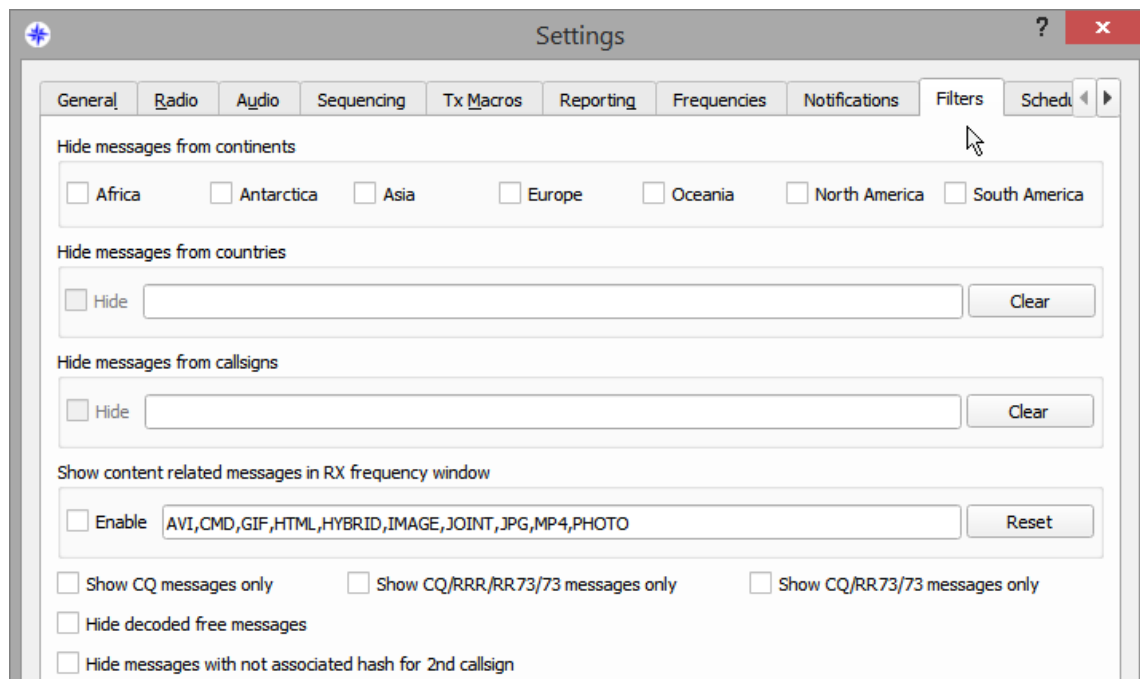 Settings
?
x
General Radio Audio Sequencing Tx Macros Reporting Frequencies Notifications Filters Schedu
Hide messages from continents
Africa Antarctica Asia Europe Oceania North America South America
Hide messages from countries
Hide Clear
Hide messages from callsigns
Hide Clear
Show content related messages in RX frequency window
Enable AVI,CMD,GIF,HTML,HYBRID,IMAGE,JOINT,JPG,MP4,PHOTO Reset
Show CQ messages only Show CQ/RRR/RR73/73 messages only Show CQ/RR73/73 messages only
Hide decoded free messages
Hide messages with not associated hash for 2nd callsign